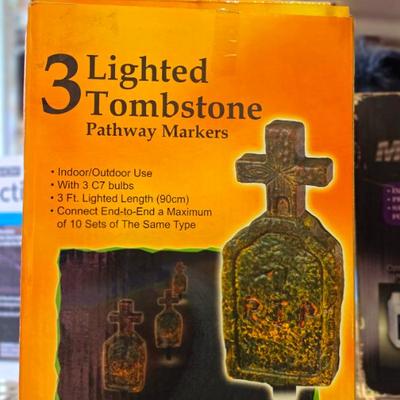 3 Lighted
Tombstone
Pathway Markers
• Indoor/Outdoor Use
• With 3 C7 bulbs
• 3 Ft. Lighted Length (90cm)
• Connect End-to-End a Maximum
of 10 Sets of The Same Type
RIP